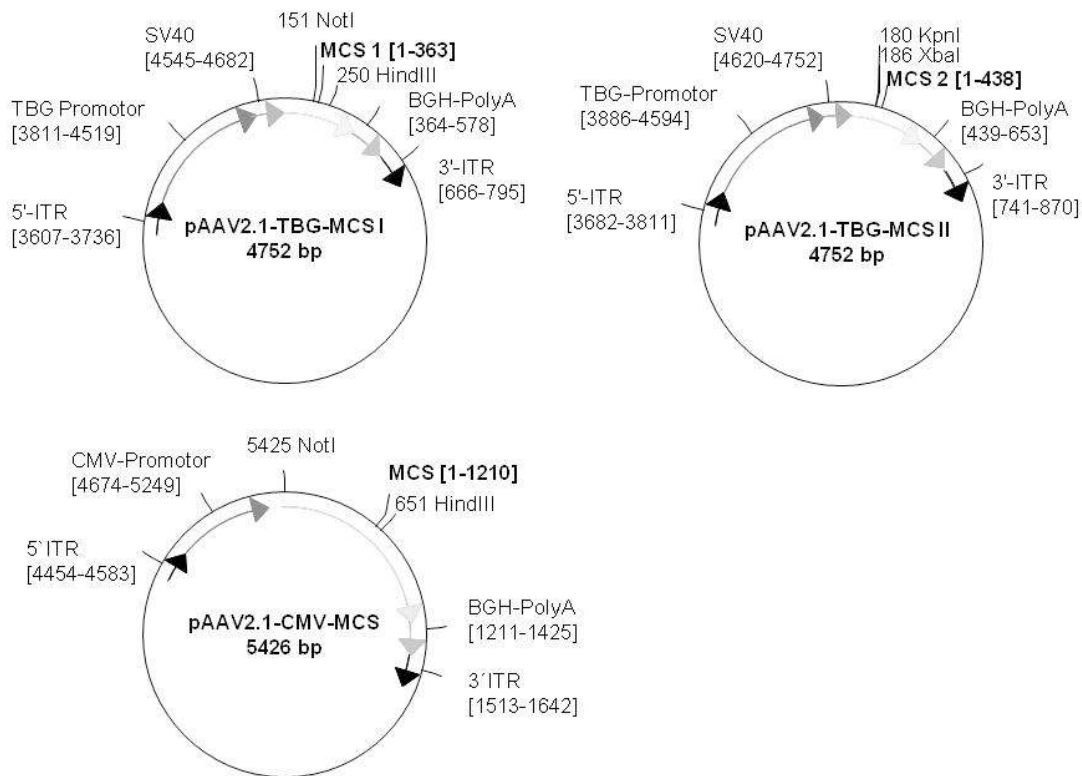 151 NotI
SV40
[4545-4682]
MCS 1 [1-363]
250 HindIII
TBG Promotor
[3811-4519]
BGH-PolyA
[364-578]
3'-ITR
[666-795]
5'-ITR
[3607-3736]
pAAV2.1-TBG-MCS I
4752 bp
180 KpnI
186 XbaI
SV40
[4620-4752]
MCS 2 [1-438]
TBG-Promotor
[3886-4594]
BGH-PolyA
[439-653]
3'-ITR
[741-870]
5'-ITR
[3682-3811]
pAAV2.1-TBG-MCS II
4752 bp
5425 NotI
CMV-Promotor
[4674-5249]
MCS [1-1210]
651 HindIII
5`ITR
[4454-4583]
pAAV2.1-CMV-MCS
5426 bp
BGH-PolyA
[1211-1425]
3´ITR
[1513-1642]